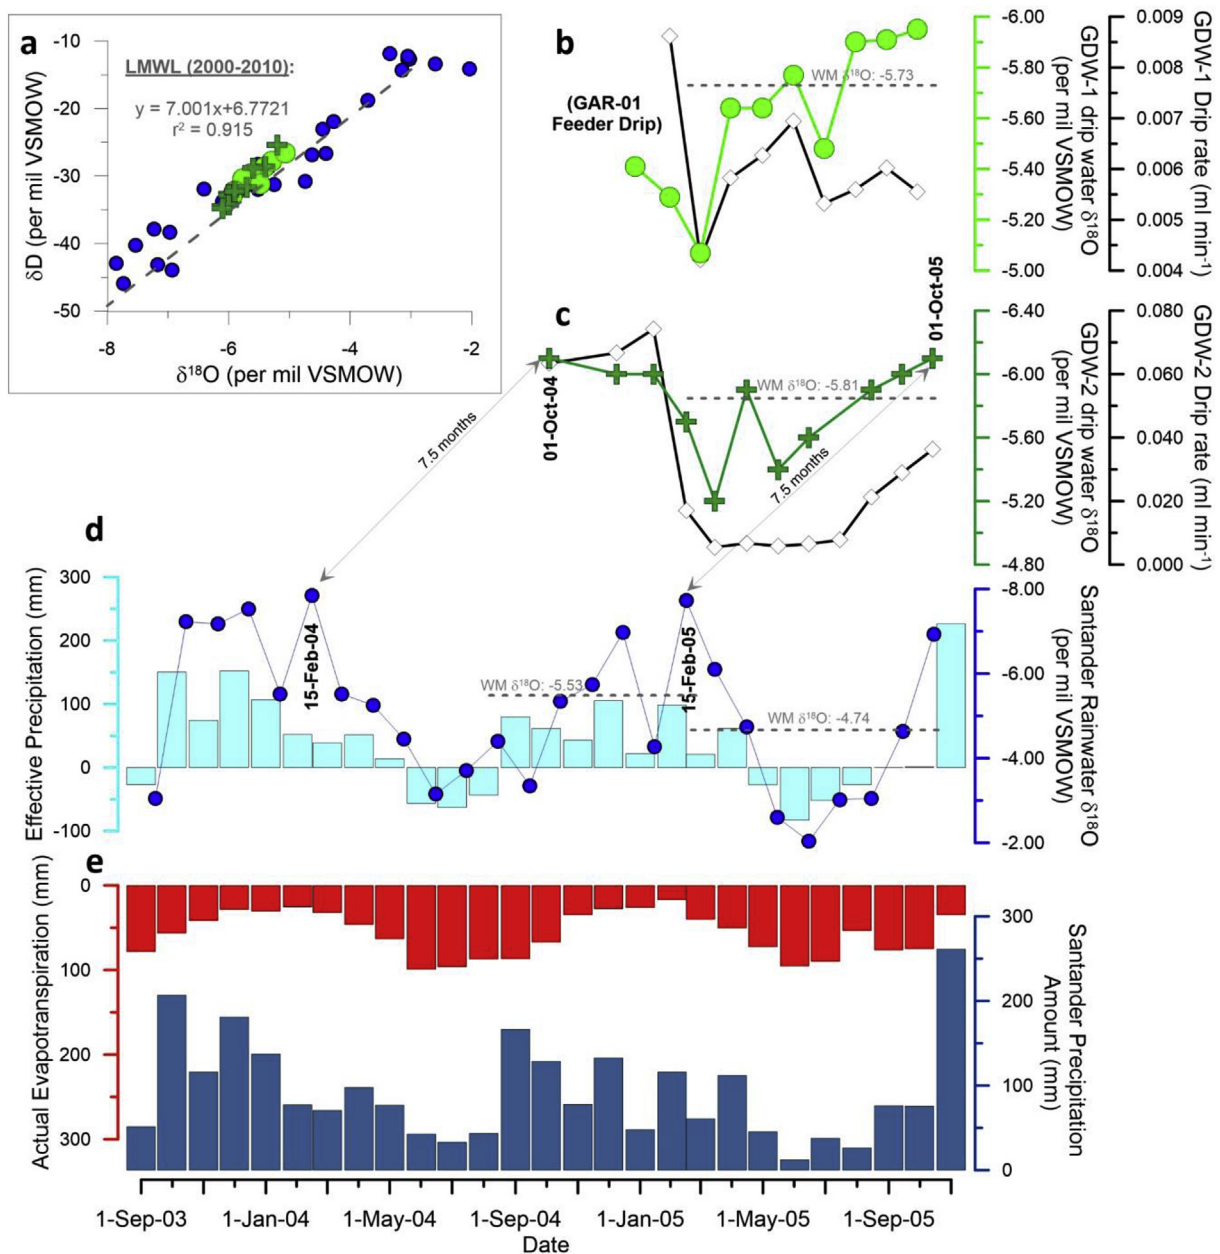 a
LMWL (2000-2010):
y = 7.001x+6.7721
r² = 0.915
-10
-20
-30
-40
-50
δD (per mil VSMOW)
-8
-6
-4
-2
δ¹⁸O (per mil VSMOW)
b
(GAR-01
Feeder Drip)
WM δ¹⁸O: -5.73
-6.00
-5.80
-5.60
-5.40
-5.20
-5.00
GDW-1 drip water δ¹⁸O
(per mil VSMOW)
0.009
0.008
0.007
0.006
0.005
0.004
GDW-1 Drip rate (ml min⁻¹)
c
01-Oct-04
01-Oct-05
WM δ¹⁸O: -5.81
7.5 months
7.5 months
-6.40
-6.00
-5.60
-5.20
-4.80
GDW-2 drip water δ¹⁸O
(per mil VSMOW)
0.080
0.060
0.040
0.020
0.000
GDW-2 Drip rate (ml min⁻¹)
d
300
200
100
0
-100
Effective Precipitation (mm)
15-Feb-04
15-Feb-05
WM δ¹⁸O: -5.53
WM δ¹⁸O: -4.74
-8.00
-6.00
-4.00
-2.00
Santander Rainwater δ¹⁸O
(per mil VSMOW)
e
0
100
200
300
Actual Evapotranspiration (mm)
300
200
100
0
Santander Precipitation
Amount (mm)
1-Sep-03
1-Jan-04
1-May-04
1-Sep-04
1-Jan-05
1-May-05
1-Sep-05
Date